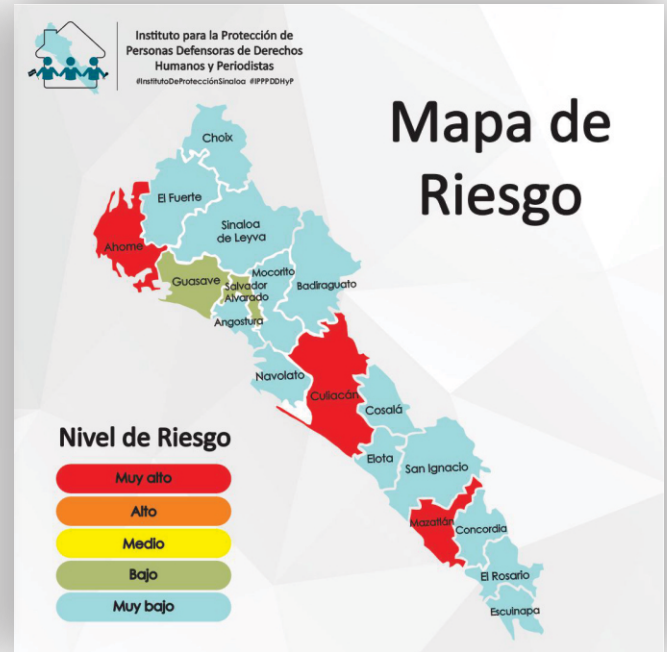 Instituto para la Protección de
Personas Defensoras de Derechos
Humanos y Periodistas
#InstitutoDeProtecciónSinaloa #IPPPDDHyP
Mapa de
Riesgo
Choix
El Fuerte
Sinaloa
de Leyva
Ahome
Guasave
Mocorito
Salvador
Alvarado
Badiraguato
Angostura
Navolato
Culiacán
Cosalá
Elota
San Ignacio
Mazatlán
Concordia
El Rosario
Escuinapa
Nivel de Riesgo
Muy alto
Alto
Medio
Bajo
Muy bajo